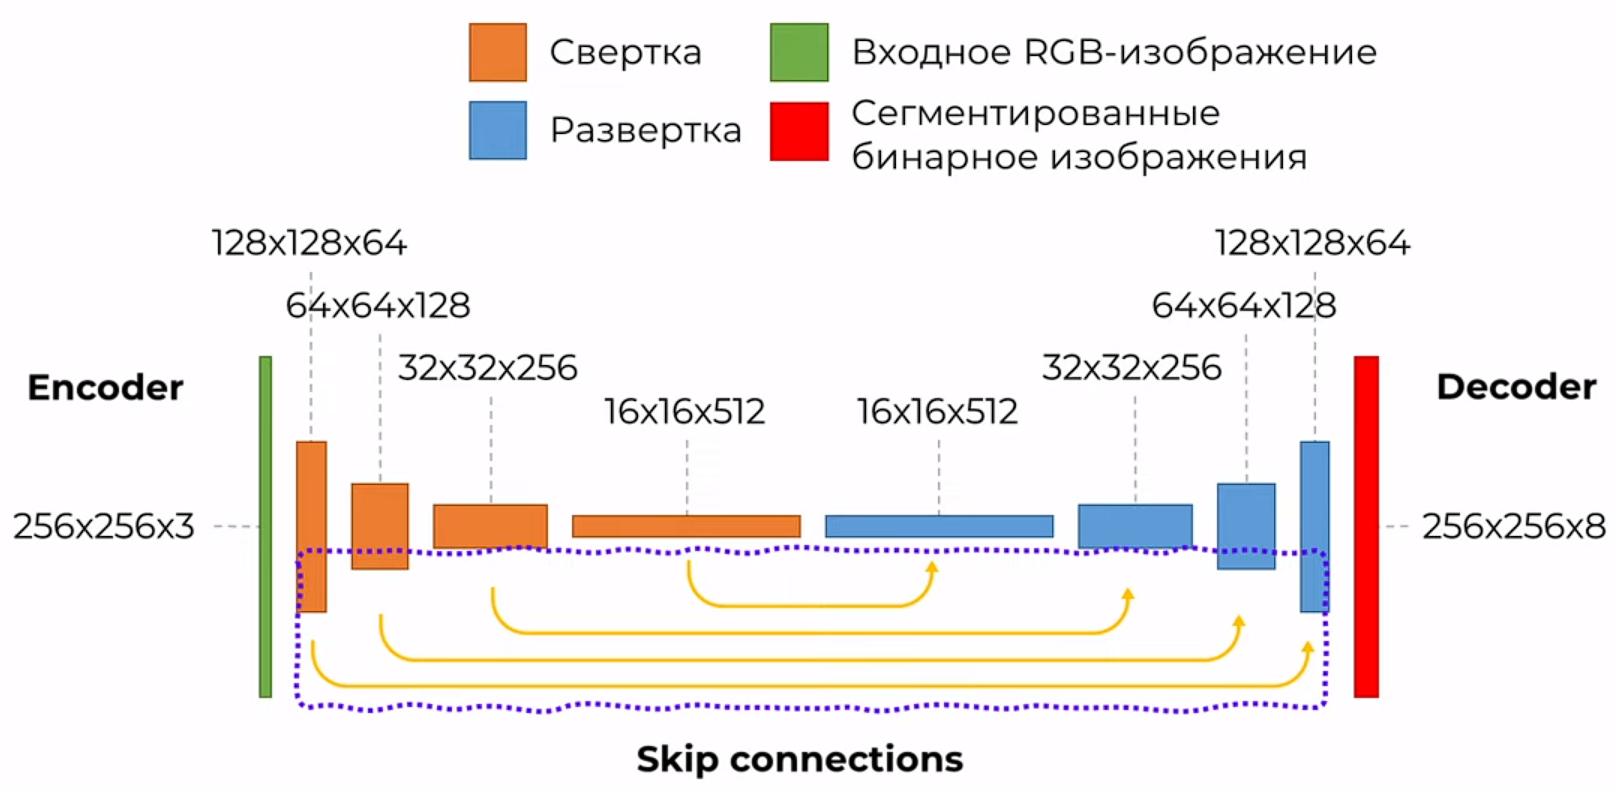 Свертка
Входное RGB-изображение
Развертка
Сегментированные
бинарное изображения
128x128x64
128x128x64
64x64x128
64x64x128
Encoder
32x32x256
32x32x256
Decoder
16x16x512
16x16x512
256x256x3
256x256x8
Skip connections